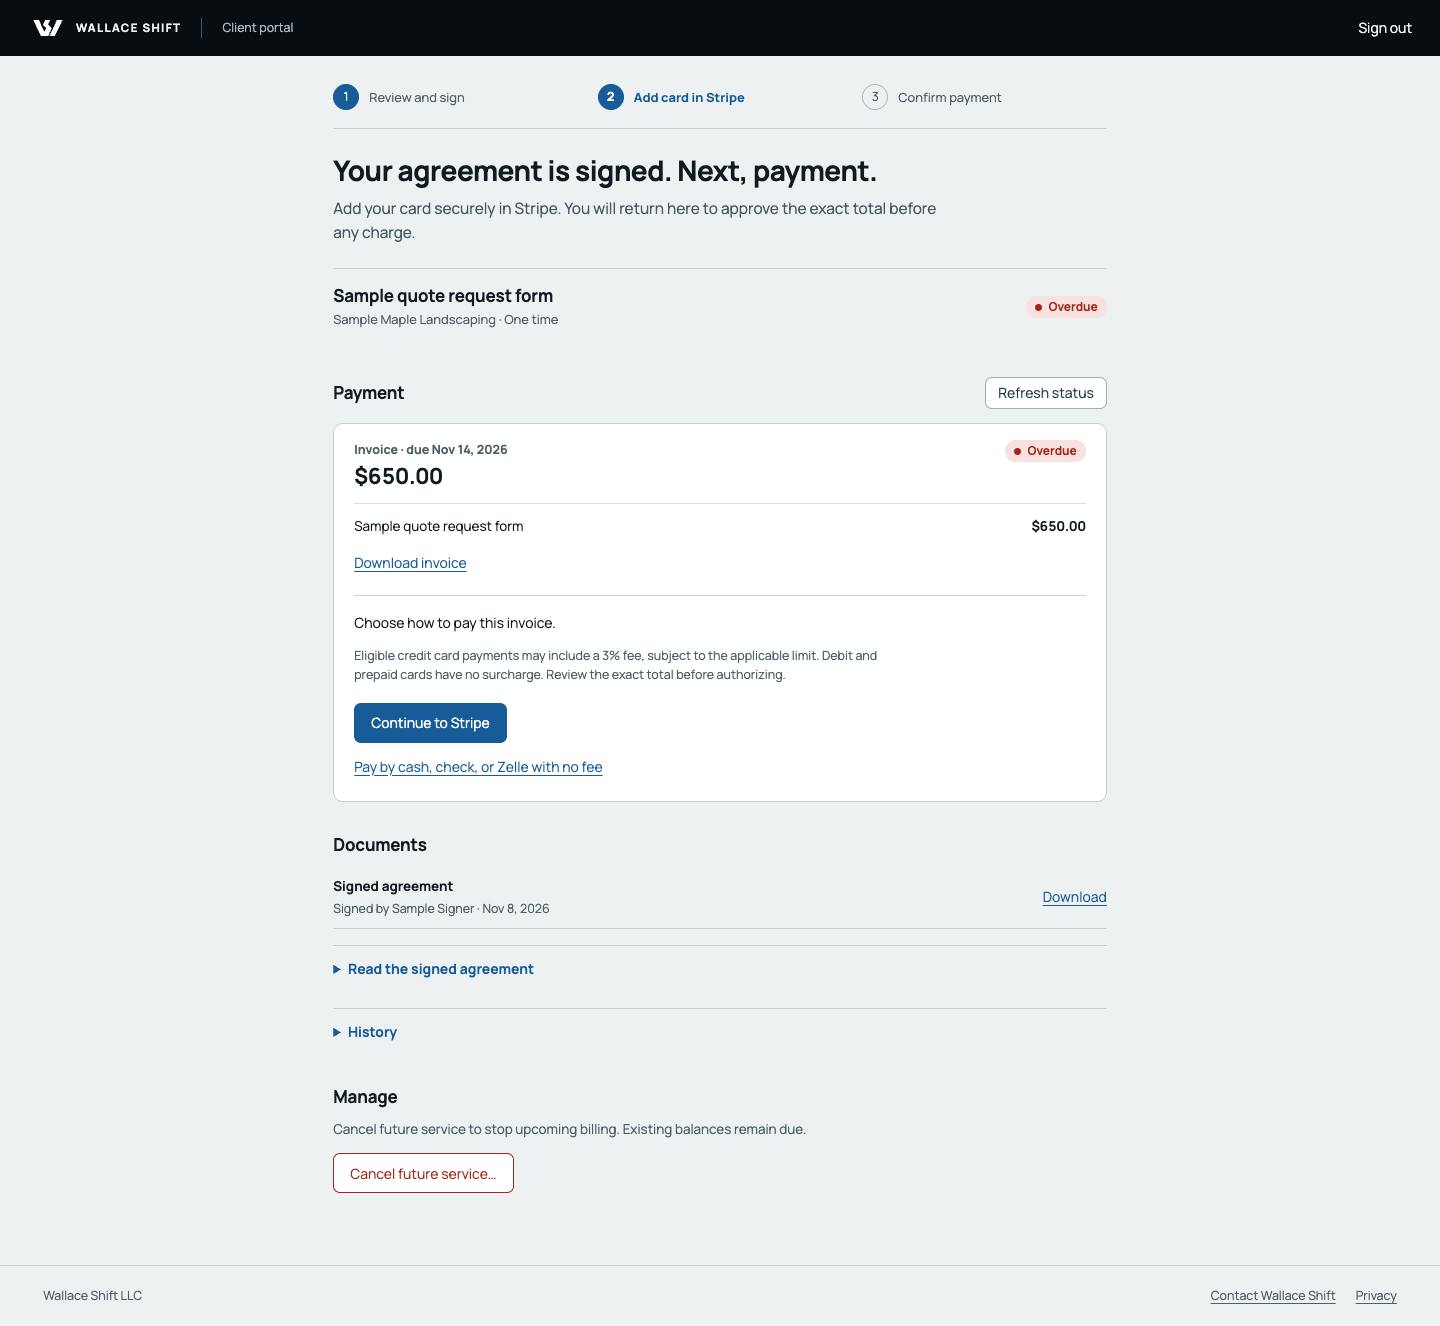 WALLACE SHIFT
Client portal
Sign out
1 Review and sign
2 Add card in Stripe
3 Confirm payment
Your agreement is signed. Next, payment.
Add your card securely in Stripe. You will return here to approve the exact total before
any charge.
Sample quote request form
Sample Maple Landscaping · One time
Overdue
Payment
Refresh status
Invoice · due Nov 14, 2026
Overdue
$650.00
Sample quote request form
$650.00
Download invoice
Choose how to pay this invoice.
Eligible credit card payments may include a 3% fee, subject to the applicable limit. Debit and
prepaid cards have no surcharge. Review the exact total before authorizing.
Continue to Stripe
Pay by cash, check, or Zelle with no fee
Documents
Signed agreement
Signed by Sample Signer · Nov 8, 2026
Download
Read the signed agreement
History
Manage
Cancel future service to stop upcoming billing. Existing balances remain due.
Cancel future service…
Wallace Shift LLC
Contact Wallace Shift
Privacy